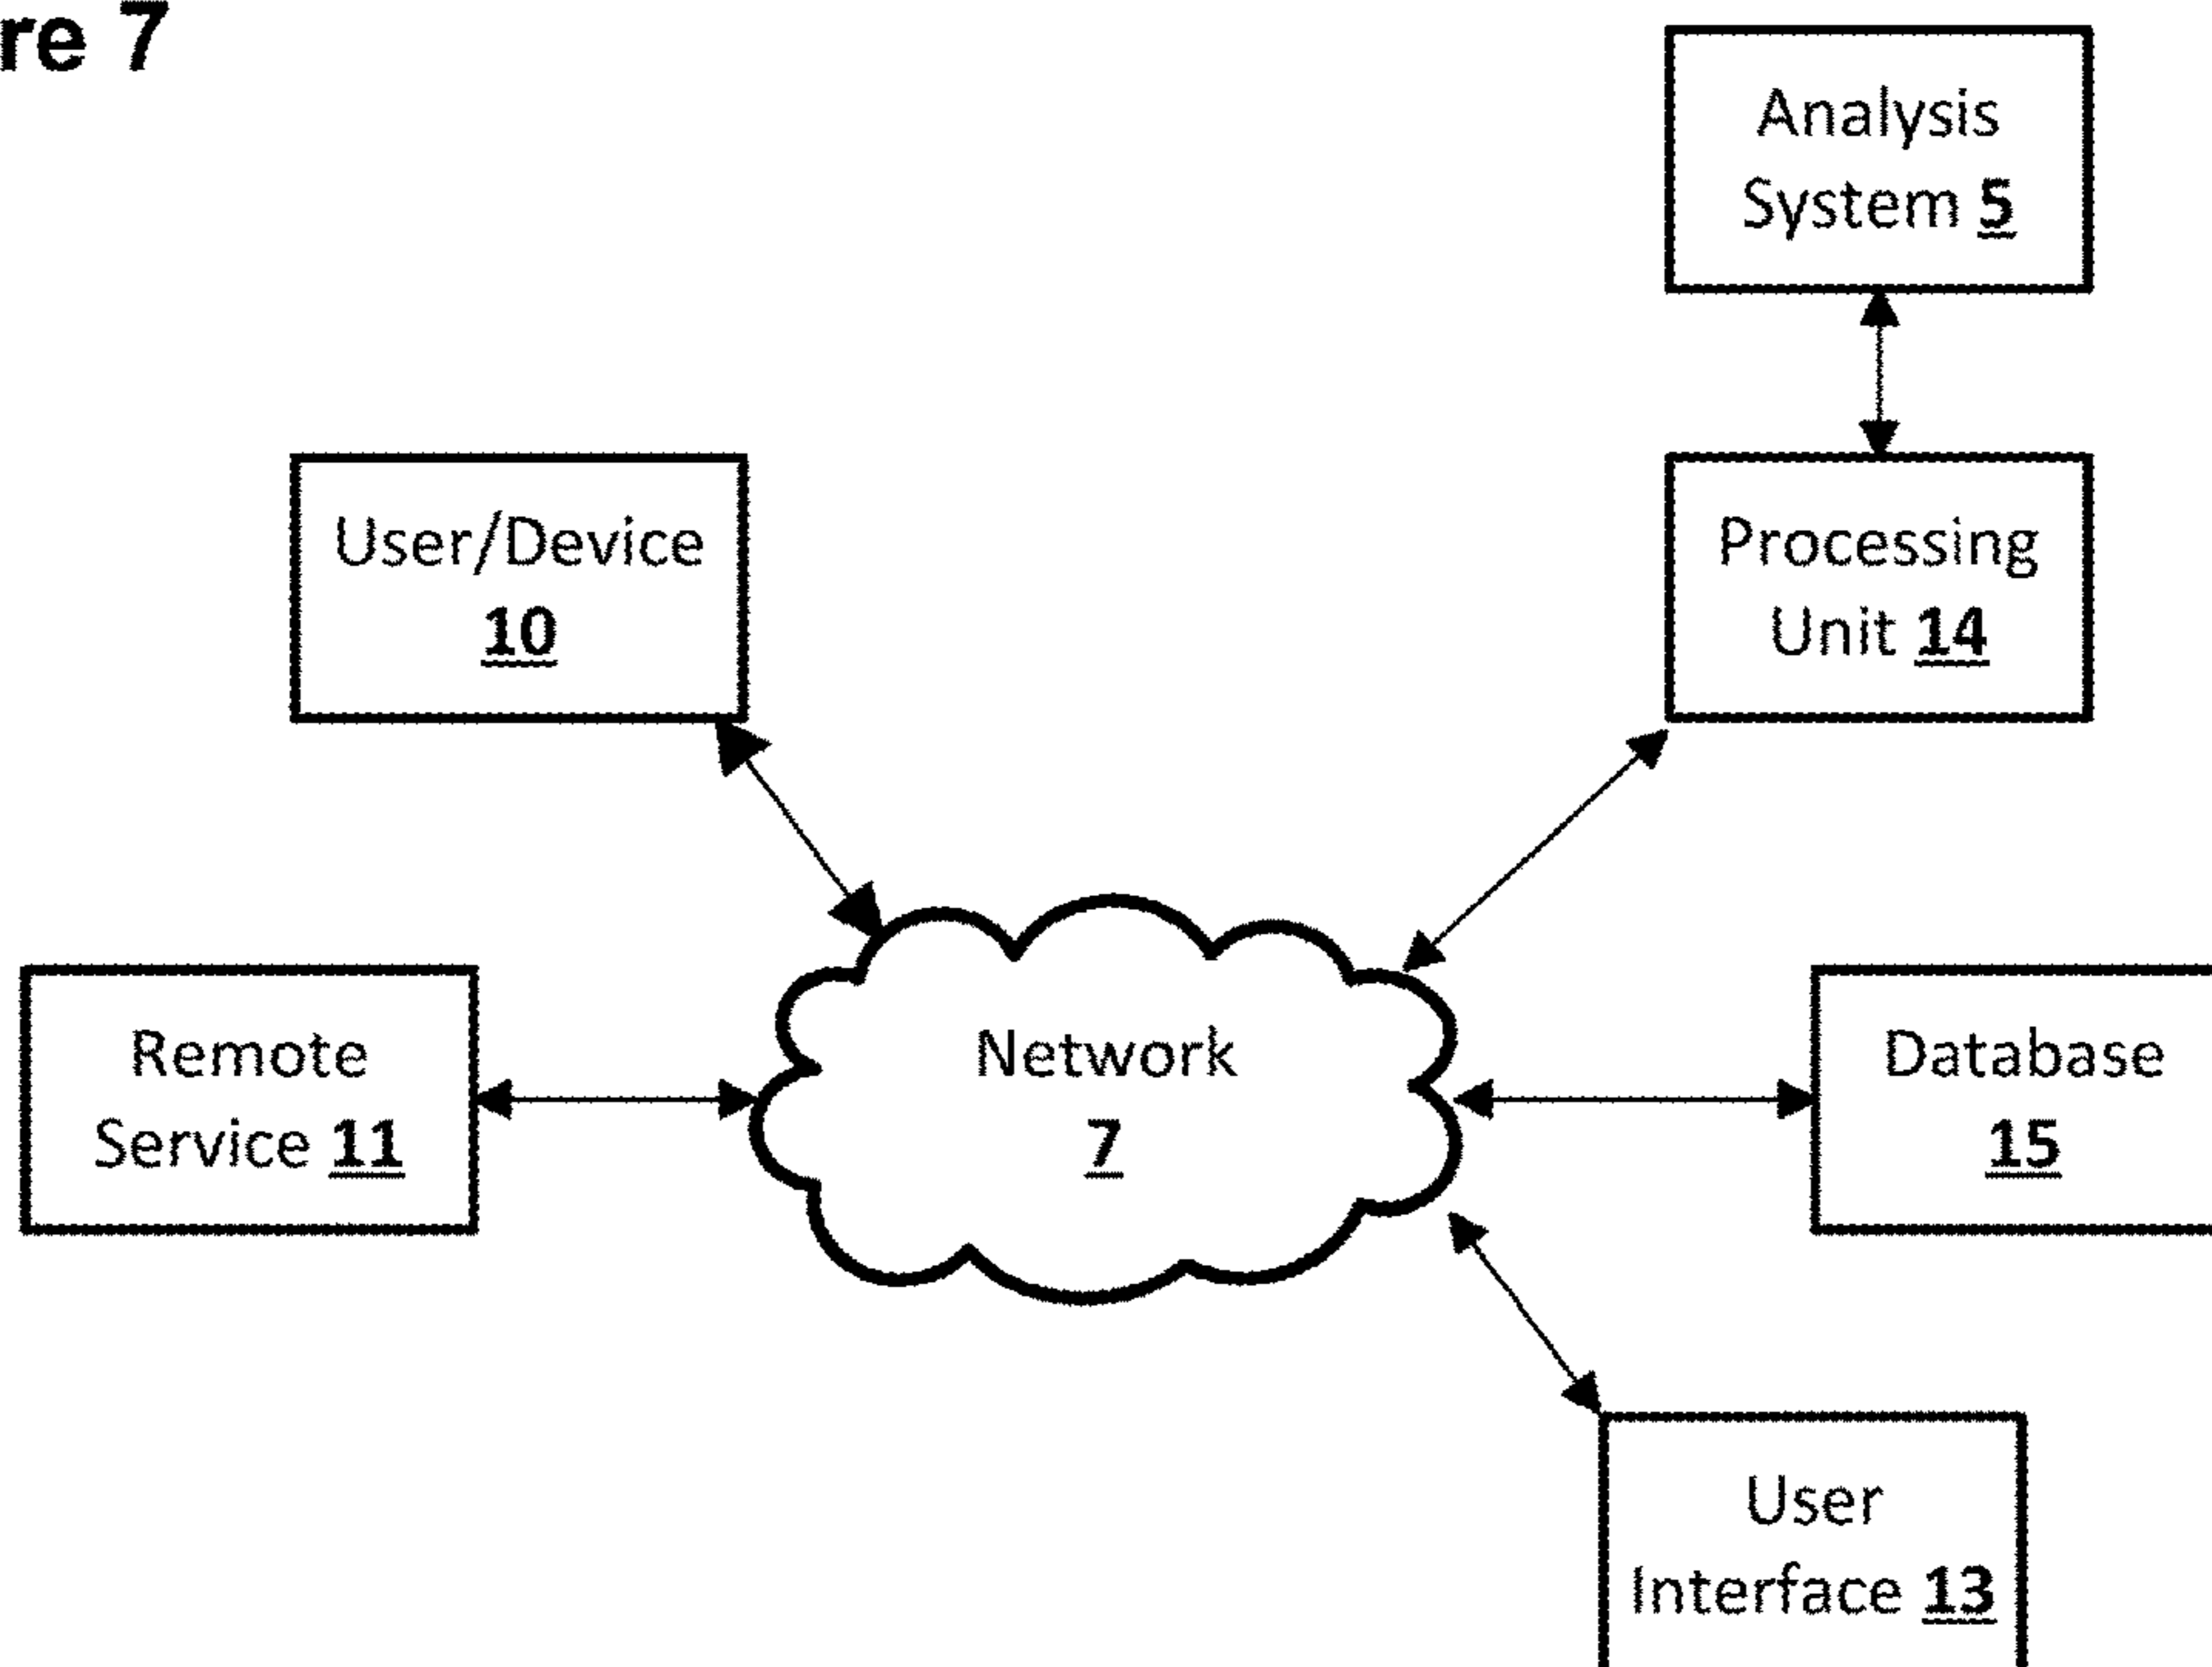 re 7
Analysis
System 5
User/Device
10
Processing
Unit 14
Remote
Service 11
Network
7
Database
15
User
Interface 13